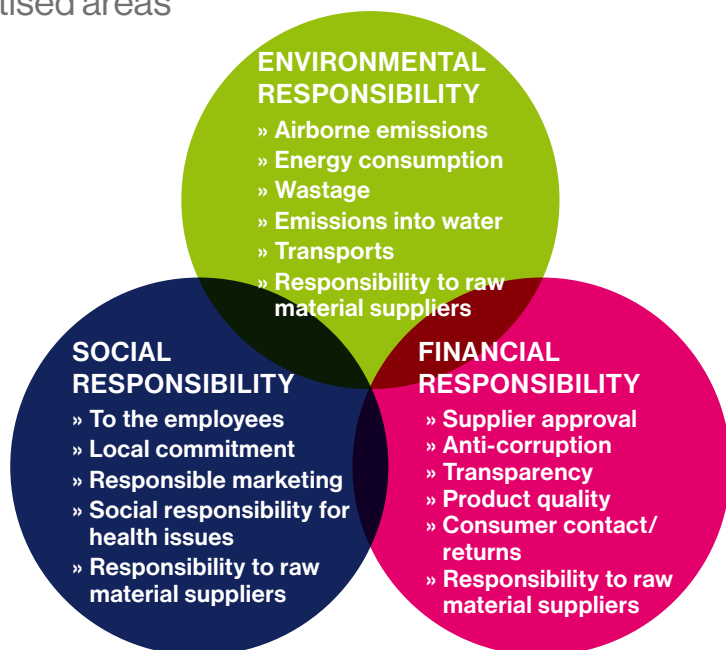 tised areas
ENVIRONMENTAL
RESPONSIBILITY
» Airborne emissions
» Energy consumption
» Wastage
» Emissions into water
» Transports
» Responsibility to raw
material suppliers
SOCIAL
RESPONSIBILITY
» To the employees
» Local commitment
» Responsible marketing
» Social responsibility for
health issues
» Responsibility to raw
material suppliers
FINANCIAL
RESPONSIBILITY
» Supplier approval
» Anti-corruption
» Transparency
» Product quality
» Consumer contact/
returns
» Responsibility to raw
material suppliers